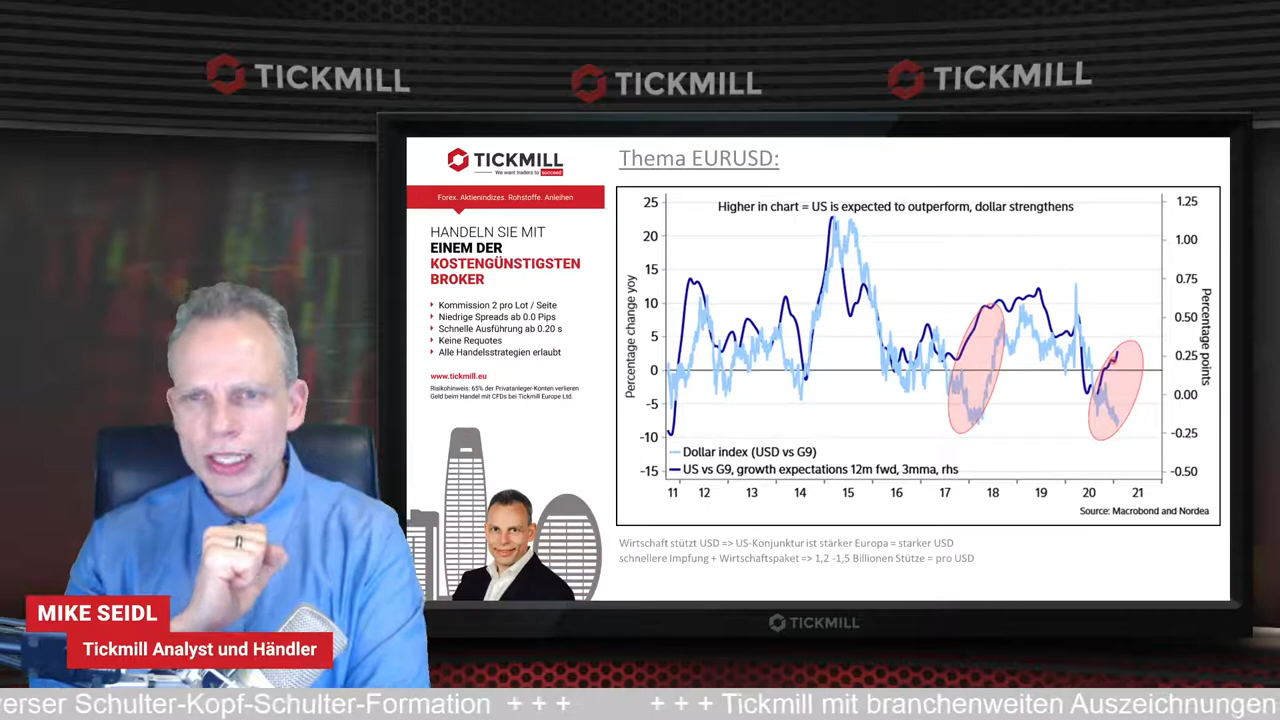 TICKMILL
TICKMILL
TICKMILL
TICKMILL
We want traders to succeed
Forex. Aktienindizes. Rohstoffe. Anleihen
HANDELN SIE MIT
EINEM DER
KOSTENGÜNSTIGSTEN
BROKER
Kommission 2 pro Lot / Seite
Niedrige Spreads ab 0.0 Pips
Schnelle Ausführung ab 0.20 s
Keine Requotes
Alle Handelsstrategien erlaubt
www.tickmill.eu
Risikohinweis: 65% der Privatanleger-Konten verlieren
Geld beim Handel mit CFDs bei Tickmill Europe Ltd.
Thema EURUSD:
Higher in chart = US is expected to outperform, dollar strengthens
Percentage change yoy
25
20
15
10
5
0
-5
-10
-15
1.25
1.00
0.75
0.50
0.25
0.00
-0.25
-0.50
Percentage points
Dollar index (USD vs G9)
US vs G9, growth expectations 12m fwd, 3mma, rhs
11 12 13 14 15 16 17 18 19 20 21
Source: Macrobond and Nordea
Wirtschaft stützt USD => US-Konjunktur ist stärker Europa = starker USD
schnellere Impfung + Wirtschaftspaket => 1,2 -1,5 Billionen Stütze = pro USD
TICKMILL
MIKE SEIDL
Tickmill Analyst und Händler
verser Schulter-Kopf-Schulter-Formation +++ +++ Tickmill mit branchenweiten Auszeichnungen